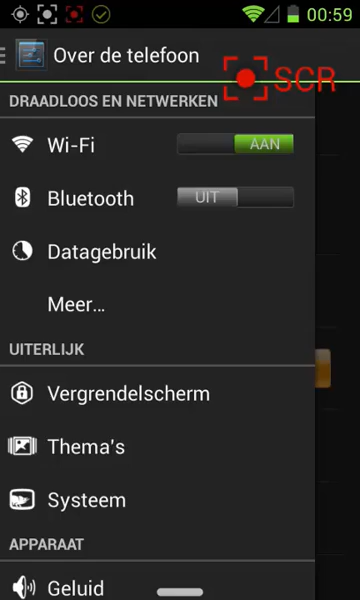 00:59
Over de telefoon
SCR
DRAADLOOS EN NETWERKEN
Wi-Fi
AAN
Bluetooth
UIT
Datagebruik
Meer...
UITERLIJK
Vergrendelscherm
Thema's
Systeem
APPARAAT
Geluid